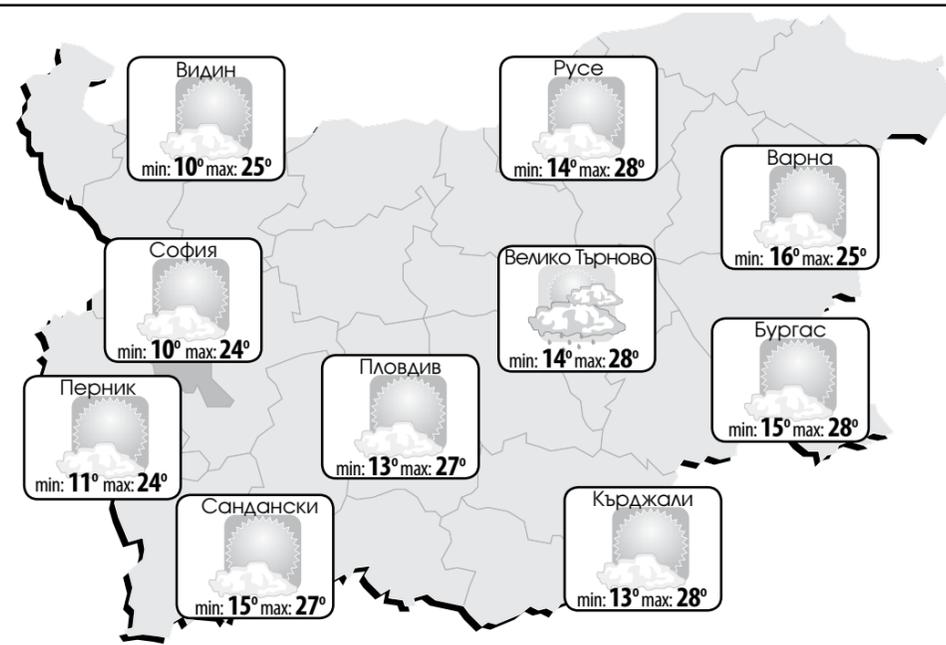 Видин
min: 10° max: 25°
Русе
min: 14° max: 28°
Варна
min: 16° max: 25°
София
min: 10° max: 24°
Велико Търново
min: 14° max: 28°
Бургас
min: 15° max: 28°
Пловдив
min: 13° max: 27°
Перник
min: 11° max: 24°
Сандански
min: 15° max: 27°
Кърджали
min: 13° max: 28°